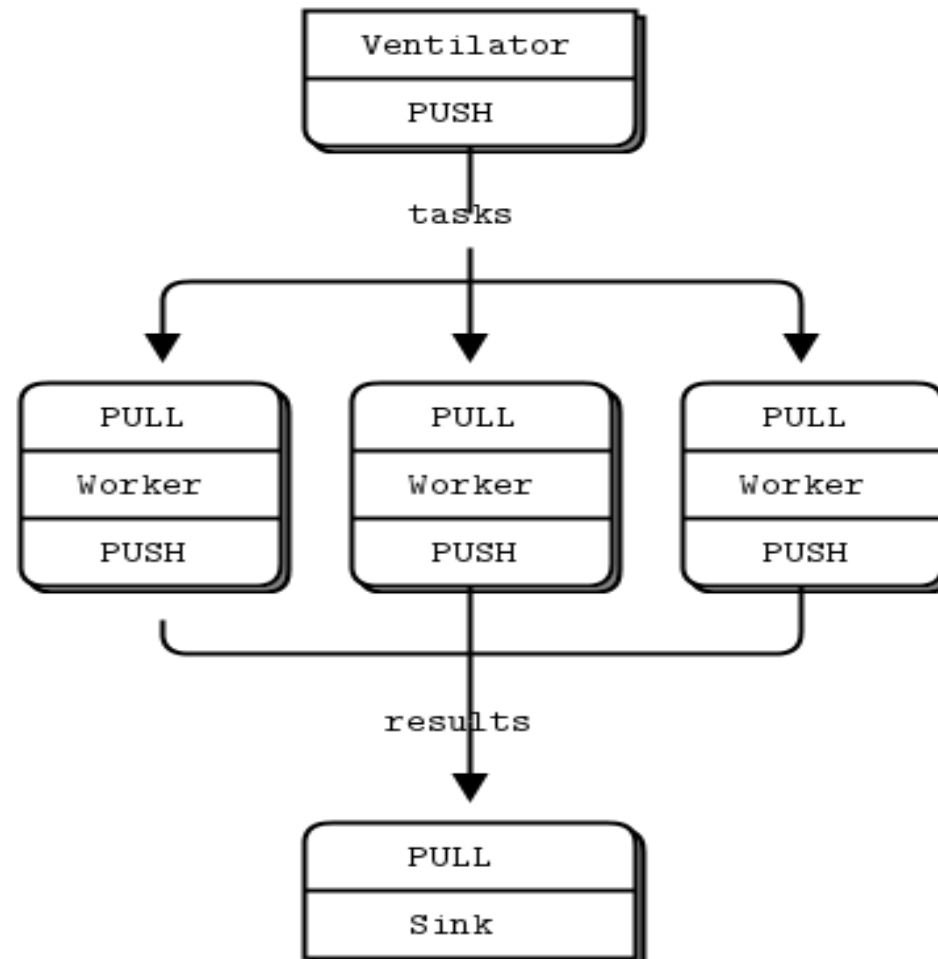 Ventilator
PUSH
tasks
PULL PULL PULL
Worker Worker Worker
PUSH PUSH PUSH
results
PULL
Sink